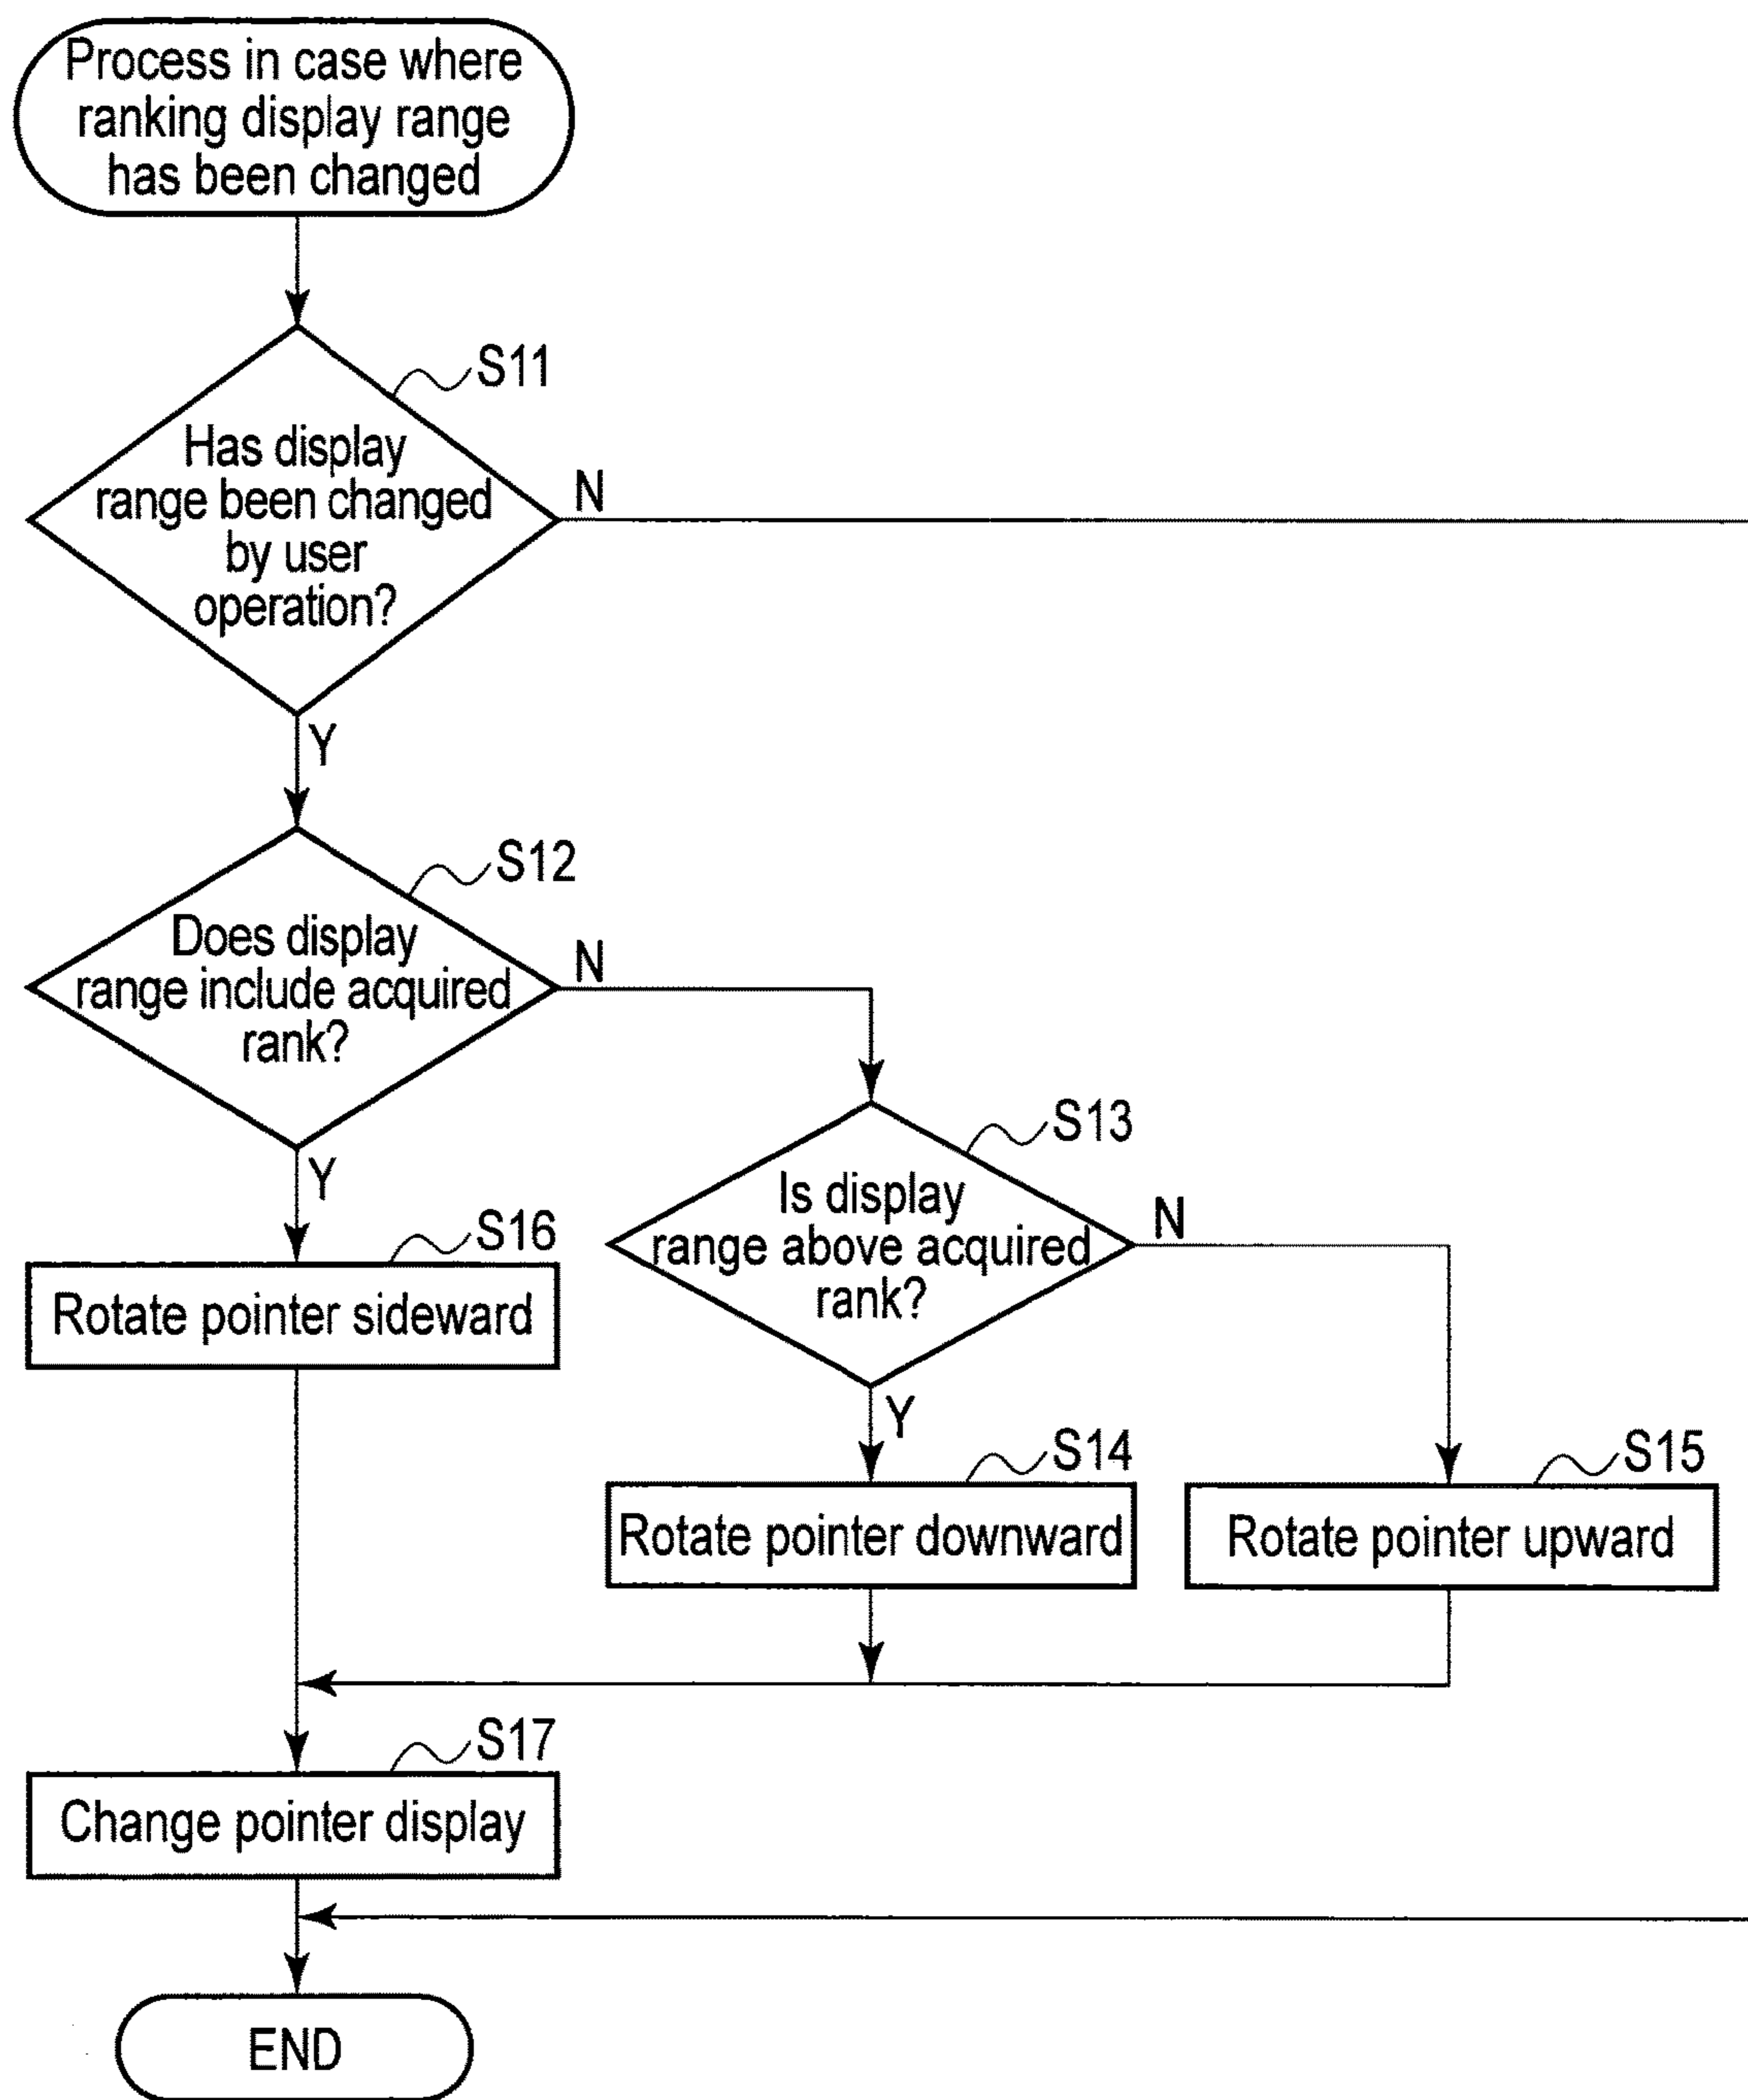 Process in case where
ranking display range
has been changed
S11
Has display
range been changed
by user
operation?
N
Y
S12
Does display
range include acquired
rank?
N
Y
S13
Is display
range above acquired
rank?
N
Y
S16
Rotate pointer sideward
S14
Rotate pointer downward
S15
Rotate pointer upward
S17
Change pointer display
END